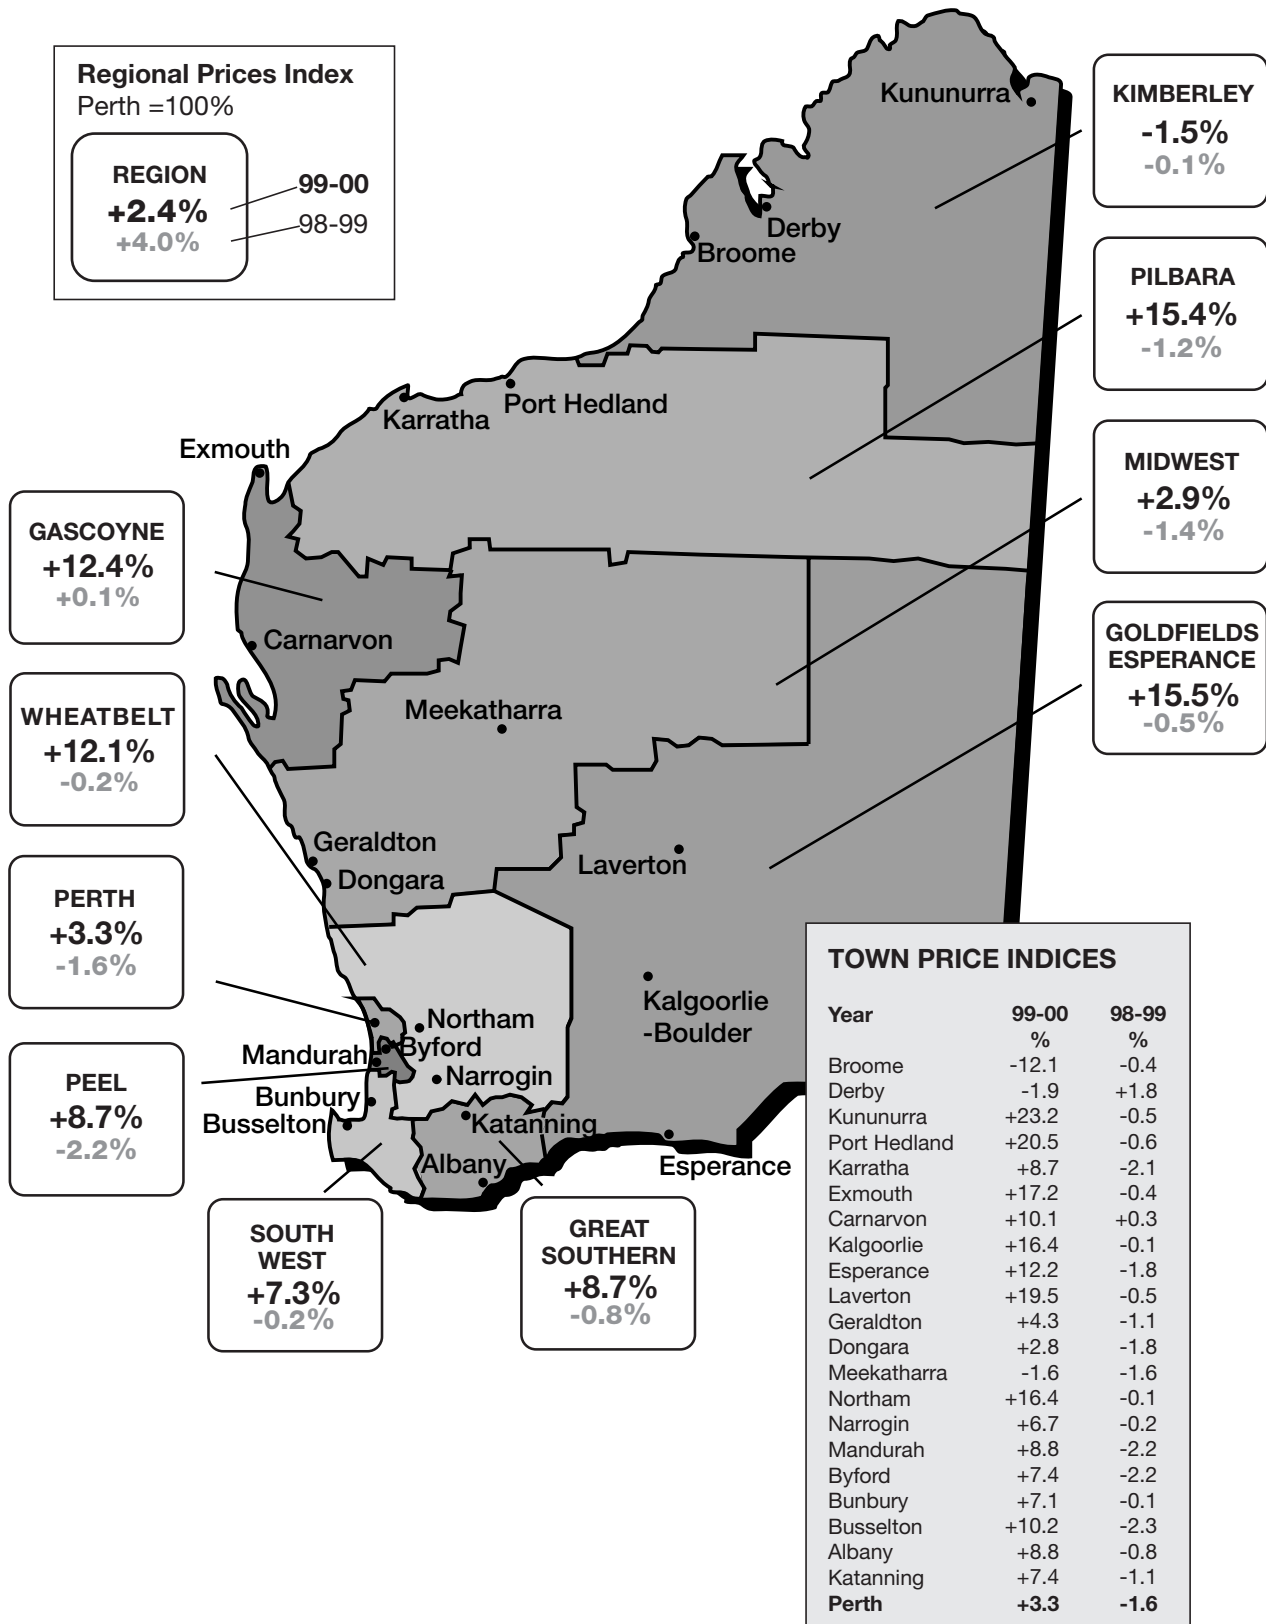 Regional Prices Index
Perth =100%
REGION
+2.4%
+4.0%
99-00
98-99
KIMBERLEY
-1.5%
-0.1%
PILBARA
+15.4%
-1.2%
MIDWEST
+2.9%
-1.4%
GOLDFIELDS
ESPERANCE
+15.5%
-0.5%
GASCOYNE
+12.4%
+0.1%
WHEATBELT
+12.1%
-0.2%
PERTH
+3.3%
-1.6%
PEEL
+8.7%
-2.2%
SOUTH
WEST
+7.3%
-0.2%
GREAT
SOUTHERN
+8.7%
-0.8%
Kununurra
Derby
Broome
Port Hedland
Karratha
Exmouth
Carnarvon
Meekatharra
Geraldton
Dongara
Laverton
Kalgoorlie
-Boulder
Northam
Byford
Mandurah
Narrogin
Bunbury
Busselton
Katanning
Albany
Esperance
TOWN PRICE INDICES
Year 99-00 98-99
% %
Broome -12.1 -0.4
Derby -1.9 +1.8
Kununurra +23.2 -0.5
Port Hedland +20.5 -0.6
Karratha +8.7 -2.1
Exmouth +17.2 -0.4
Carnarvon +10.1 +0.3
Kalgoorlie +16.4 -0.1
Esperance +12.2 -1.8
Laverton +19.5 -0.5
Geraldton +4.3 -1.1
Dongara +2.8 -1.8
Meekatharra -1.6 -1.6
Northam +16.4 -0.1
Narrogin +6.7 -0.2
Mandurah +8.8 -2.2
Byford +7.4 -2.2
Bunbury +7.1 -0.1
Busselton +10.2 -2.3
Albany +8.8 -0.8
Katanning +7.4 -1.1
Perth +3.3 -1.6